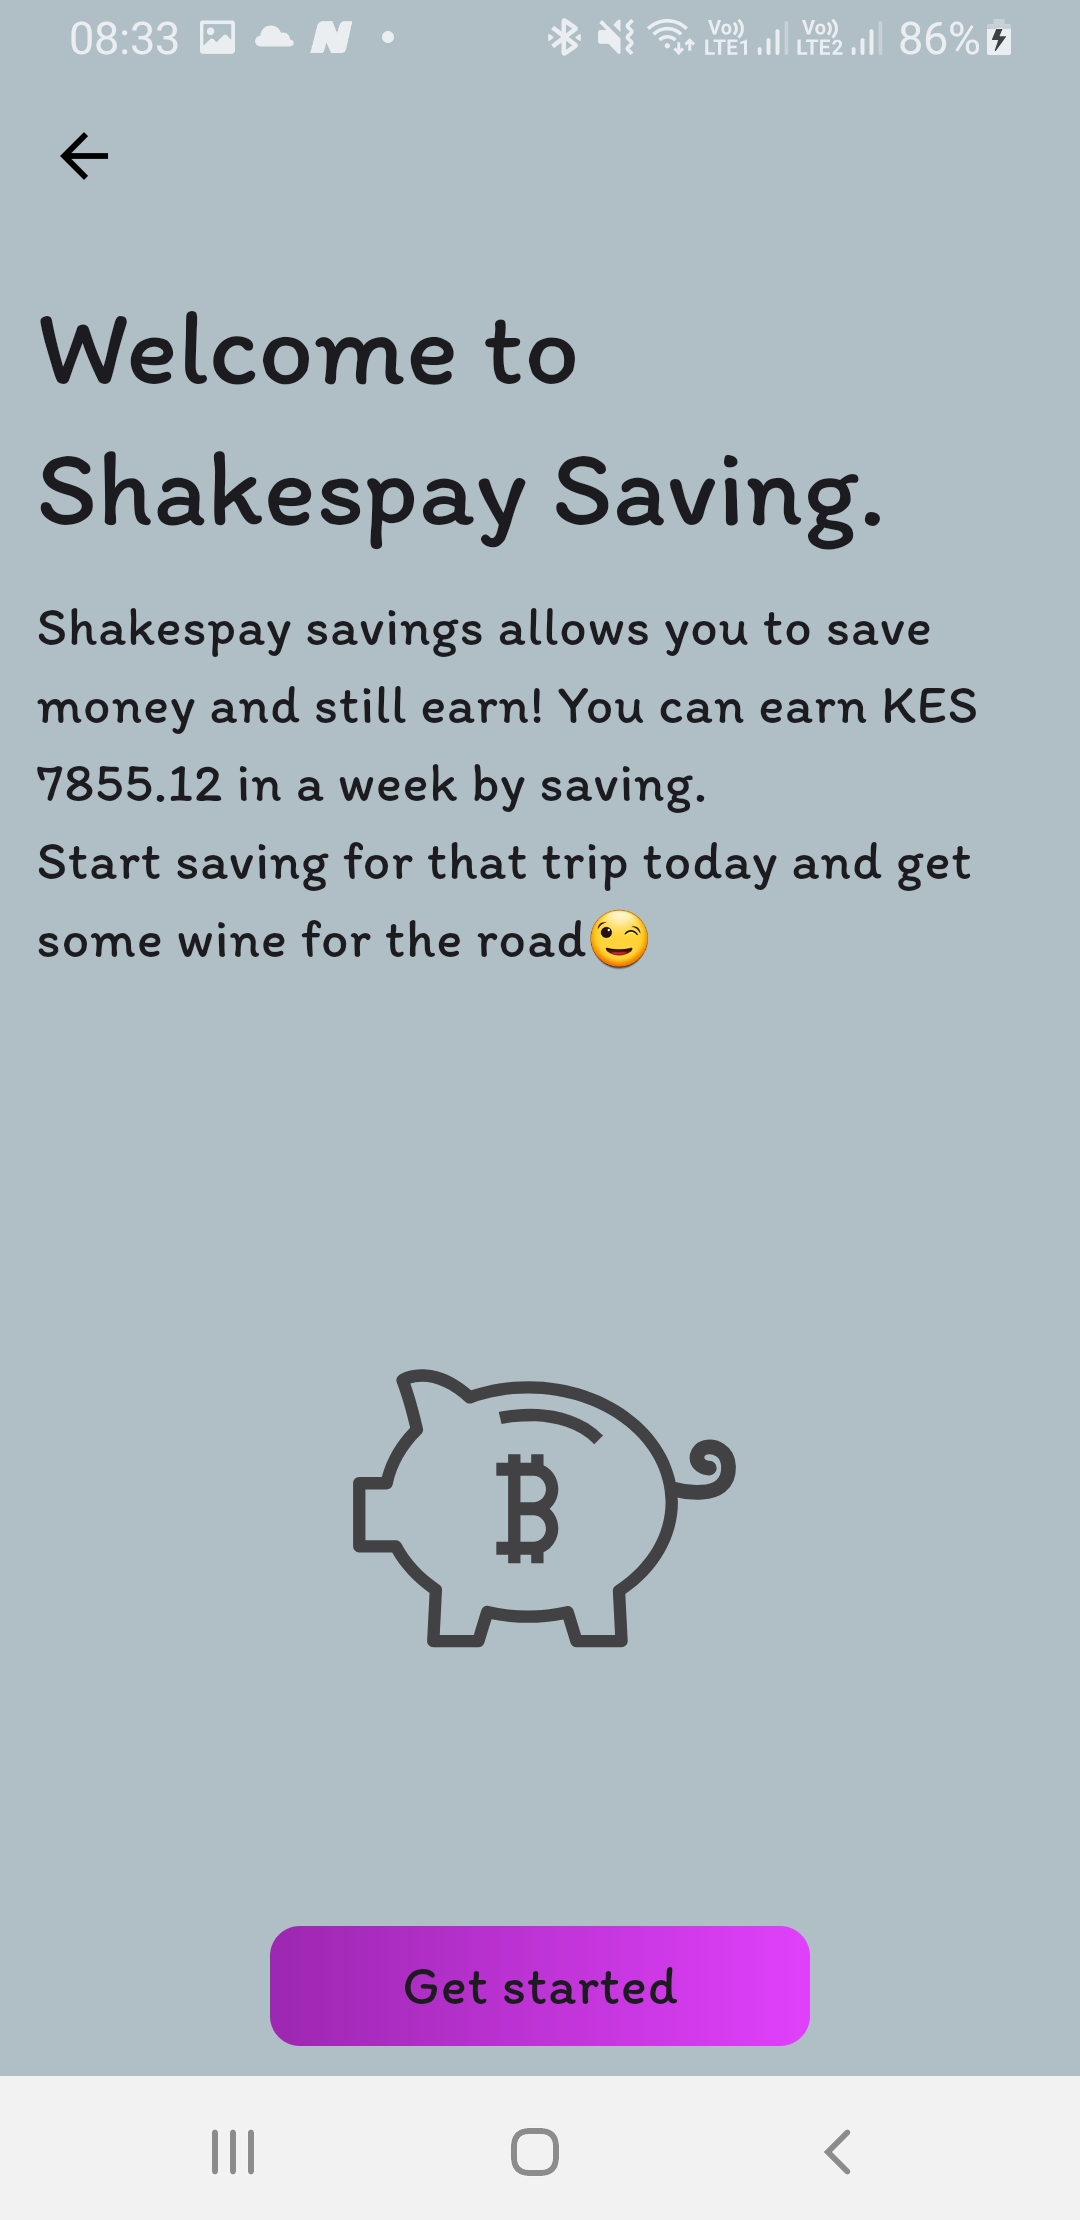 08:33
Vo))
LTE1
Vo))
LTE2
86%
Welcome to
Shakespay Saving.
Shakespay savings allows you to save
money and still earn! You can earn KES
7855.12 in a week by saving.
Start saving for that trip today and get
some wine for the road😉
Get started